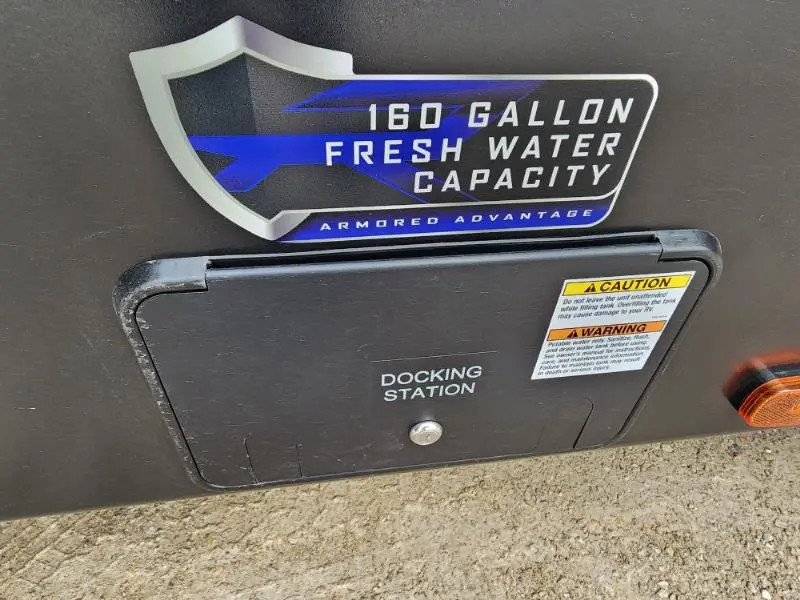 160 GALLON
FRESH WATER
CAPACITY
ARMORED ADVANTAGE
DOCKING
STATION
CAUTION
Do not leave the unit unattended
while filling tank. Overfilling the tank
may cause damage to your RV.
WARNING
Potable water only. Sanitize, flush,
and drain water tank before using.
See owner's manual for instructions,
care, and maintenance information.
Failure to maintain tank may result
in death or serious injury.